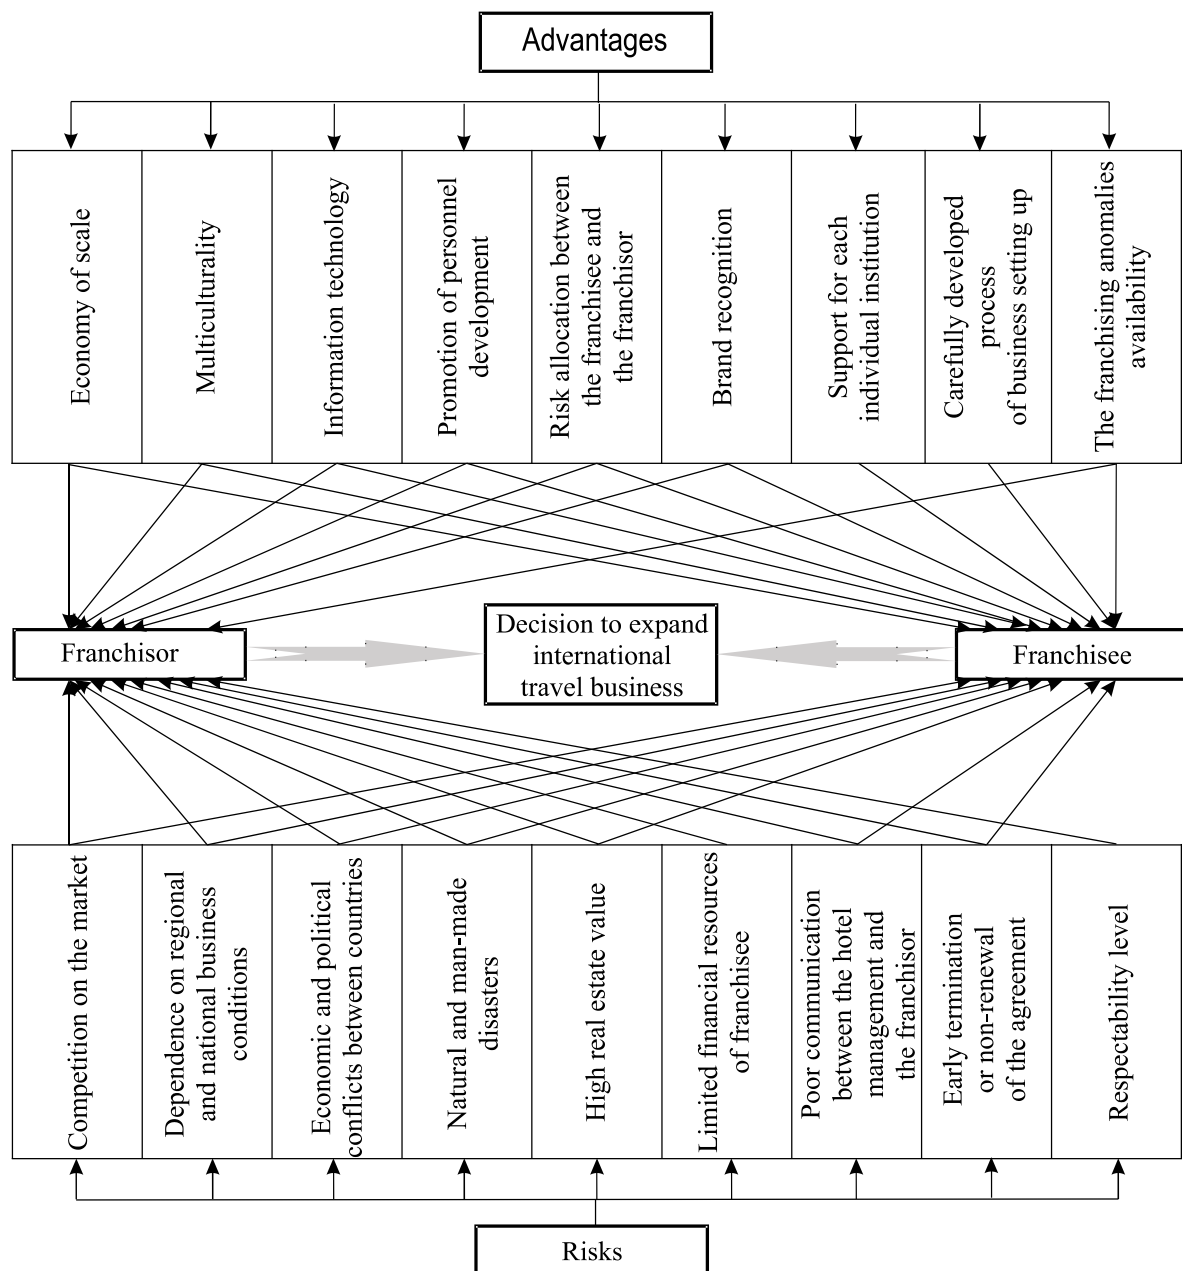 Advantages
Economy of scale
Multiculturality
Information technology
Promotion of personnel
development
Risk allocation between
the franchisee and
the franchisor
Brand recognition
Support for each
individual institution
Carefully developed
process
of business setting up
The franchising anomalies
availability
Franchisor
Decision to expand
international
travel business
Franchisee
Competition on the market
Dependence on regional
and national business
conditions
Economic and political
conflicts between countries
Natural and man-made
disasters
High real estate value
Limited financial resources
of franchisee
Poor communication
between the hotel
management and
the franchisor
Early termination
or non-renewal
of the agreement
Respectability level
Risks